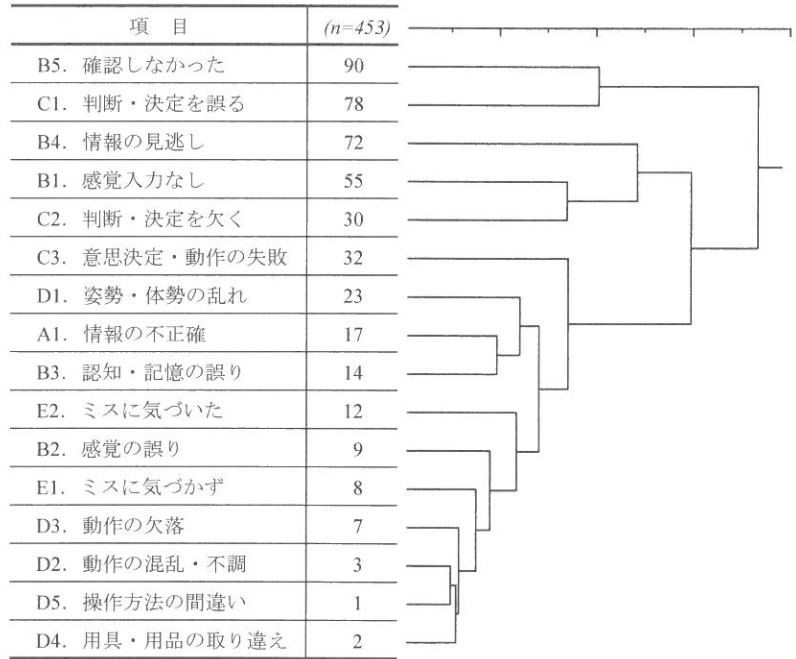 項 目 (n=453)
B5. 確認しなかった 90
C1. 判断・決定を誤る 78
B4. 情報の見逃し 72
B1. 感覚入力なし 55
C2. 判断・決定を欠く 30
C3. 意思決定・動作の失敗 32
D1. 姿勢・体勢の乱れ 23
A1. 情報の不正確 17
B3. 認知・記憶の誤り 14
E2. ミスに気づいた 12
B2. 感覚の誤り 9
E1. ミスに気づかず 8
D3. 動作の欠落 7
D2. 動作の混乱・不調 3
D5. 操作方法の間違い 1
D4. 用具・用品の取り違え 2